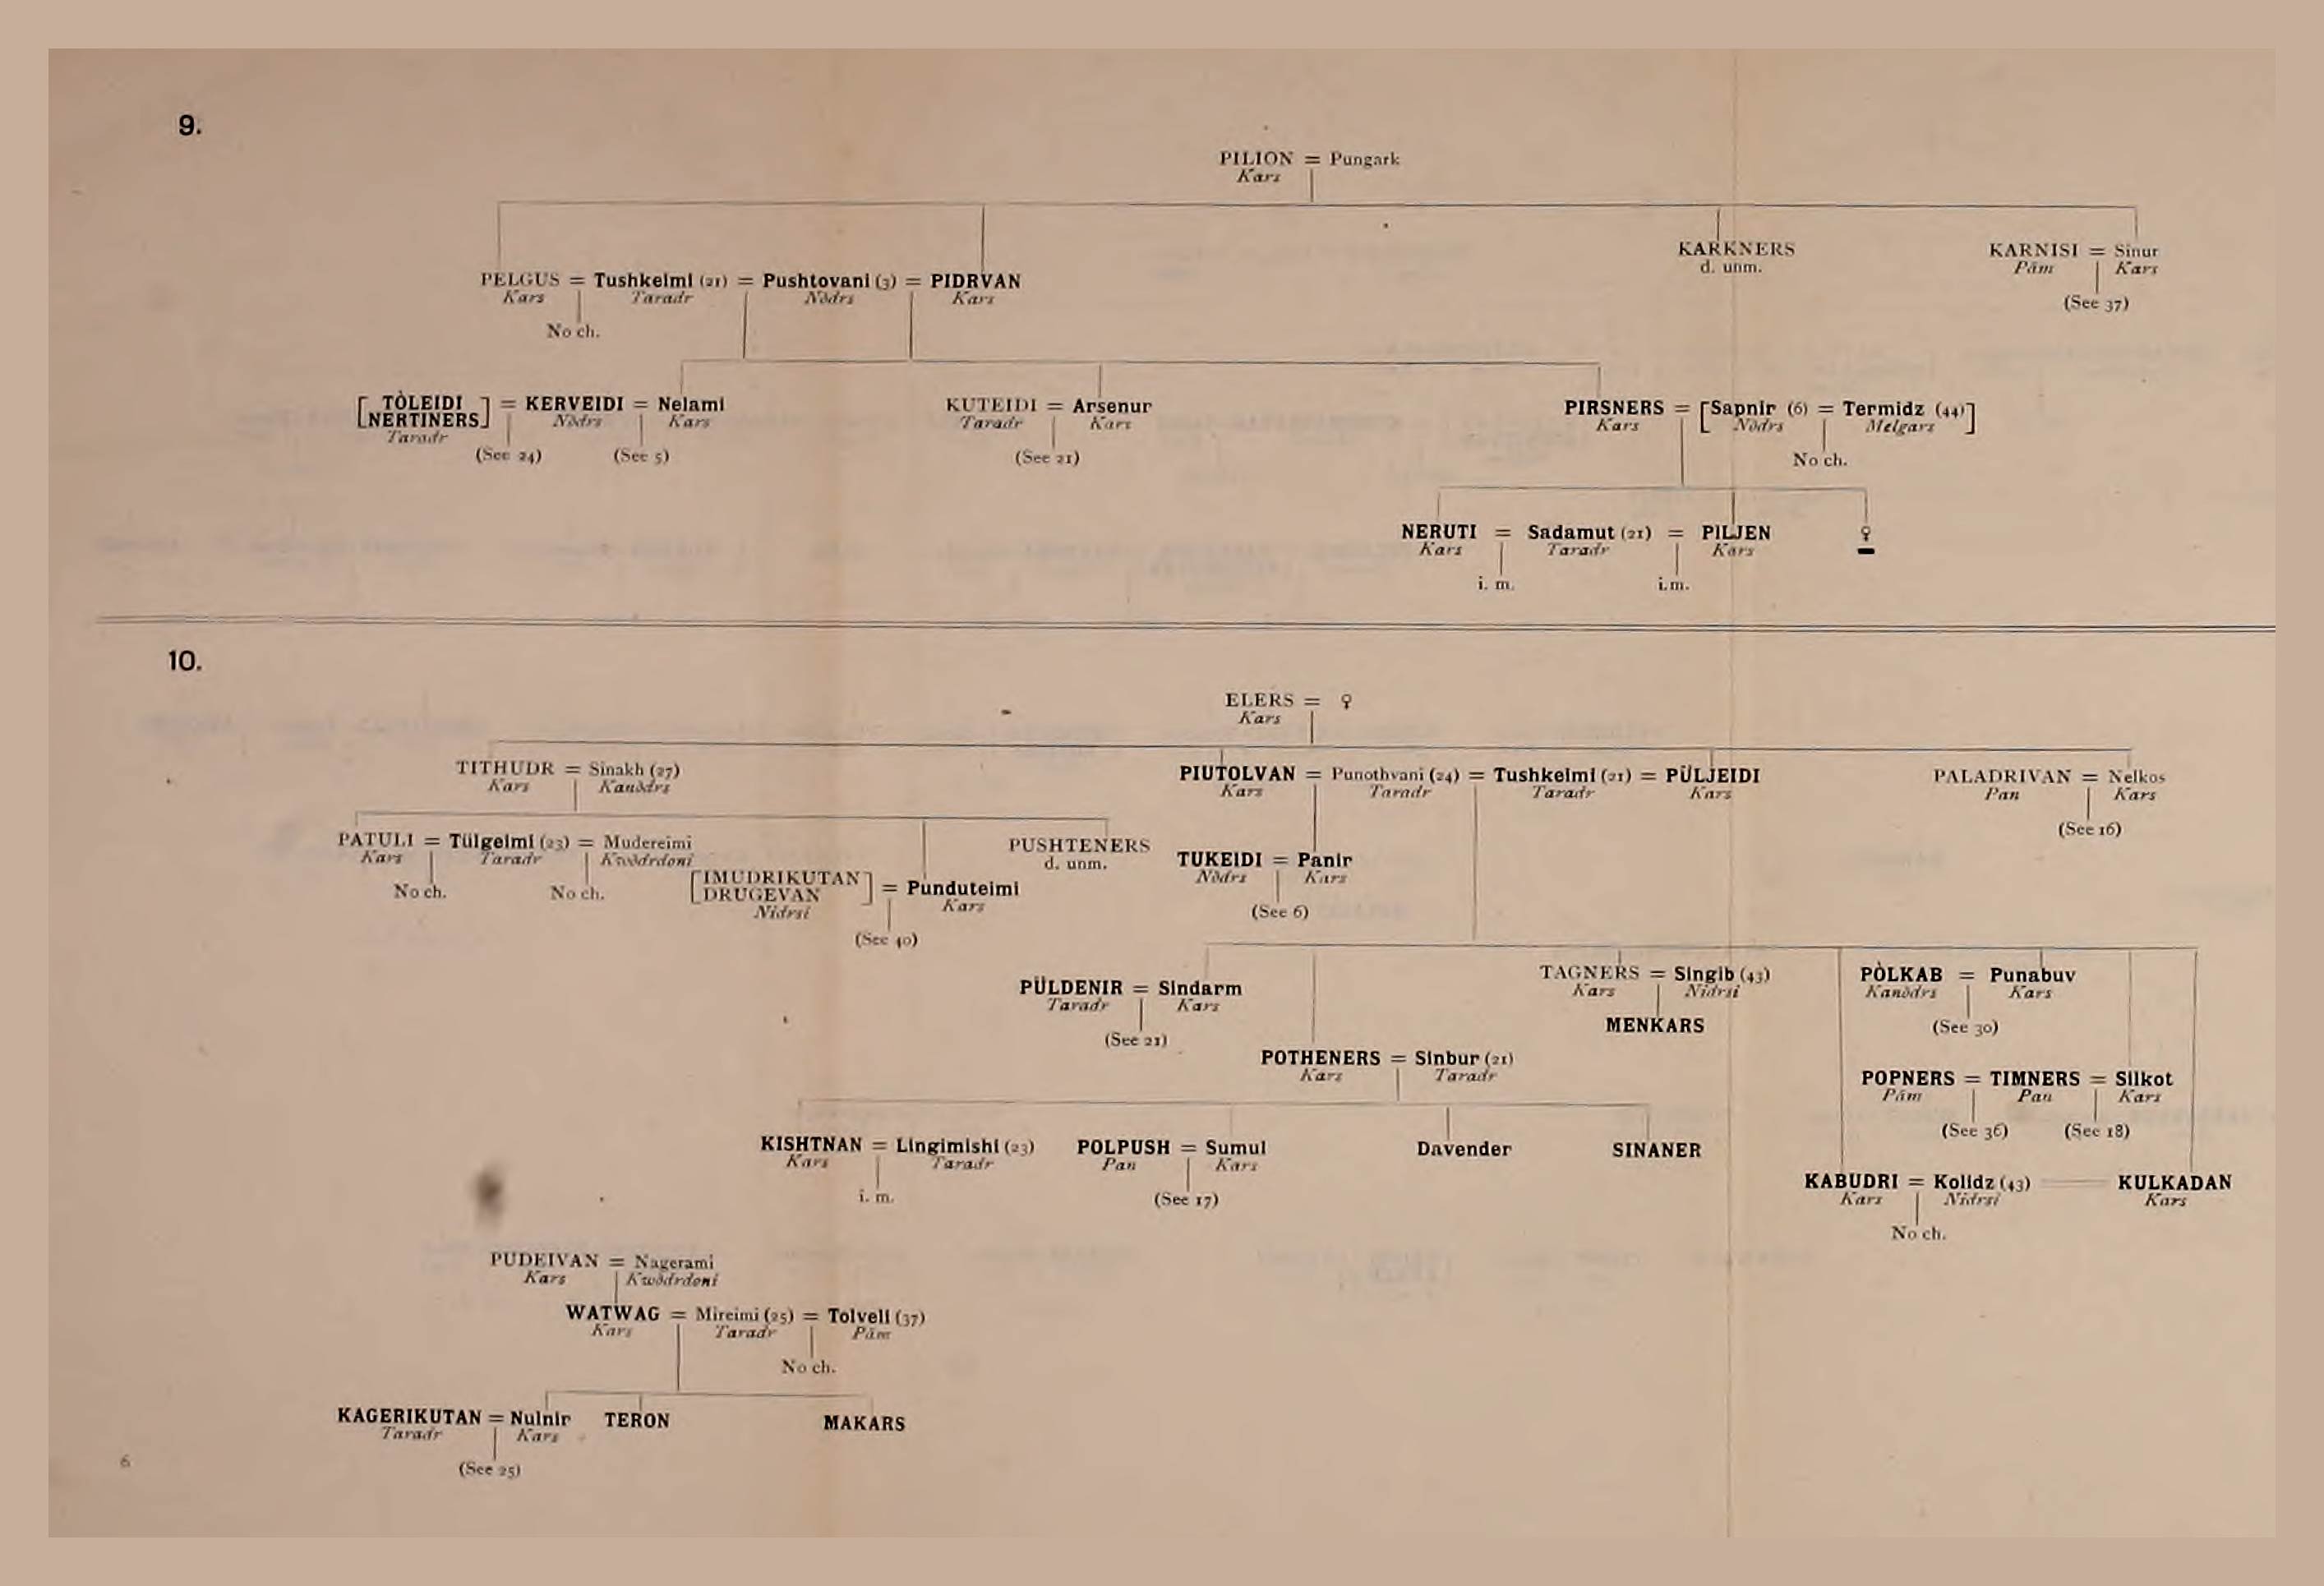 9.
PILION = Pungark
Kars
PELGUS = Tushkeimi (21) = Pushtovani (3) = PIDRVAN
Kars Taradr Nòdrs Kars
No ch.
KARKNERS
d. unm.
KARNISI = Sinur
Päm Kars
(See 37)
[TÒLEIDI NERTINERS] = KERVEIDI = Nelami
Taradr Nòdrs Kars
(See 24) (See 5)
KUTEIDI = Arsenur
Taradr Kars
(See 21)
PIRSNERS = [Sapnir (6) = Termidz (44)]
Kars Nòdrs Melgars
No ch.
NERUTI = Sadamut (21) = PILJEN ♀
Kars Taradr Kars
i. m. i.m.
10.
ELERS = ♀
Kars
TITHUDR = Sinakh (27)
Kars Kanòdrs
PIUTOLVAN = Punothvani (24) = Tushkeimi (21) = PÜLJEIDI
Kars Taradr Taradr Kars
PALADRIVAN = Nelkos
Pan Kars
(See 16)
PATULI = Tülgeimi (23) = Mudereimi
Kars Taradr Kwòdrdoni
No ch. No ch.
[IMUDRIKUTAN DRUGEVAN] = Punduteimi
Nidrsi Kars
(See 40)
PUSHTENERS
d. unm.
TUKEIDI = Panir
Nòdrs Kars
(See 6)
PÜLDENIR = Sindarm
Taradr Kars
(See 21)
TAGNERS = Singib (43)
Kars Nidrsi
MENKARS
PÒLKAB = Punabuv
Kanòdrs Kars
(See 30)
POTHENERS = Sinbur (21)
Kars Taradr
POPNERS = TIMNERS = Silkot
Päm Pan Kars
(See 36) (See 18)
KISHTNAN = Lingimishi (23)
Kars Taradr
i. m.
POLPUSH = Sumul
Pan Kars
(See 17)
Davender
SINANER
KABUDRI = Kolidz (43) = KULKADAN
Kars Nidrsi Kars
No ch.
PUDEIVAN = Nagerami
Kars Kwòdrdoni
WATWAG = Mireimi (25) = Tolveli (37)
Kars Taradr Päm
No ch.
KAGERIKUTAN = Nulnir TERON MAKARS
Taradr Kars
(See 25)
6